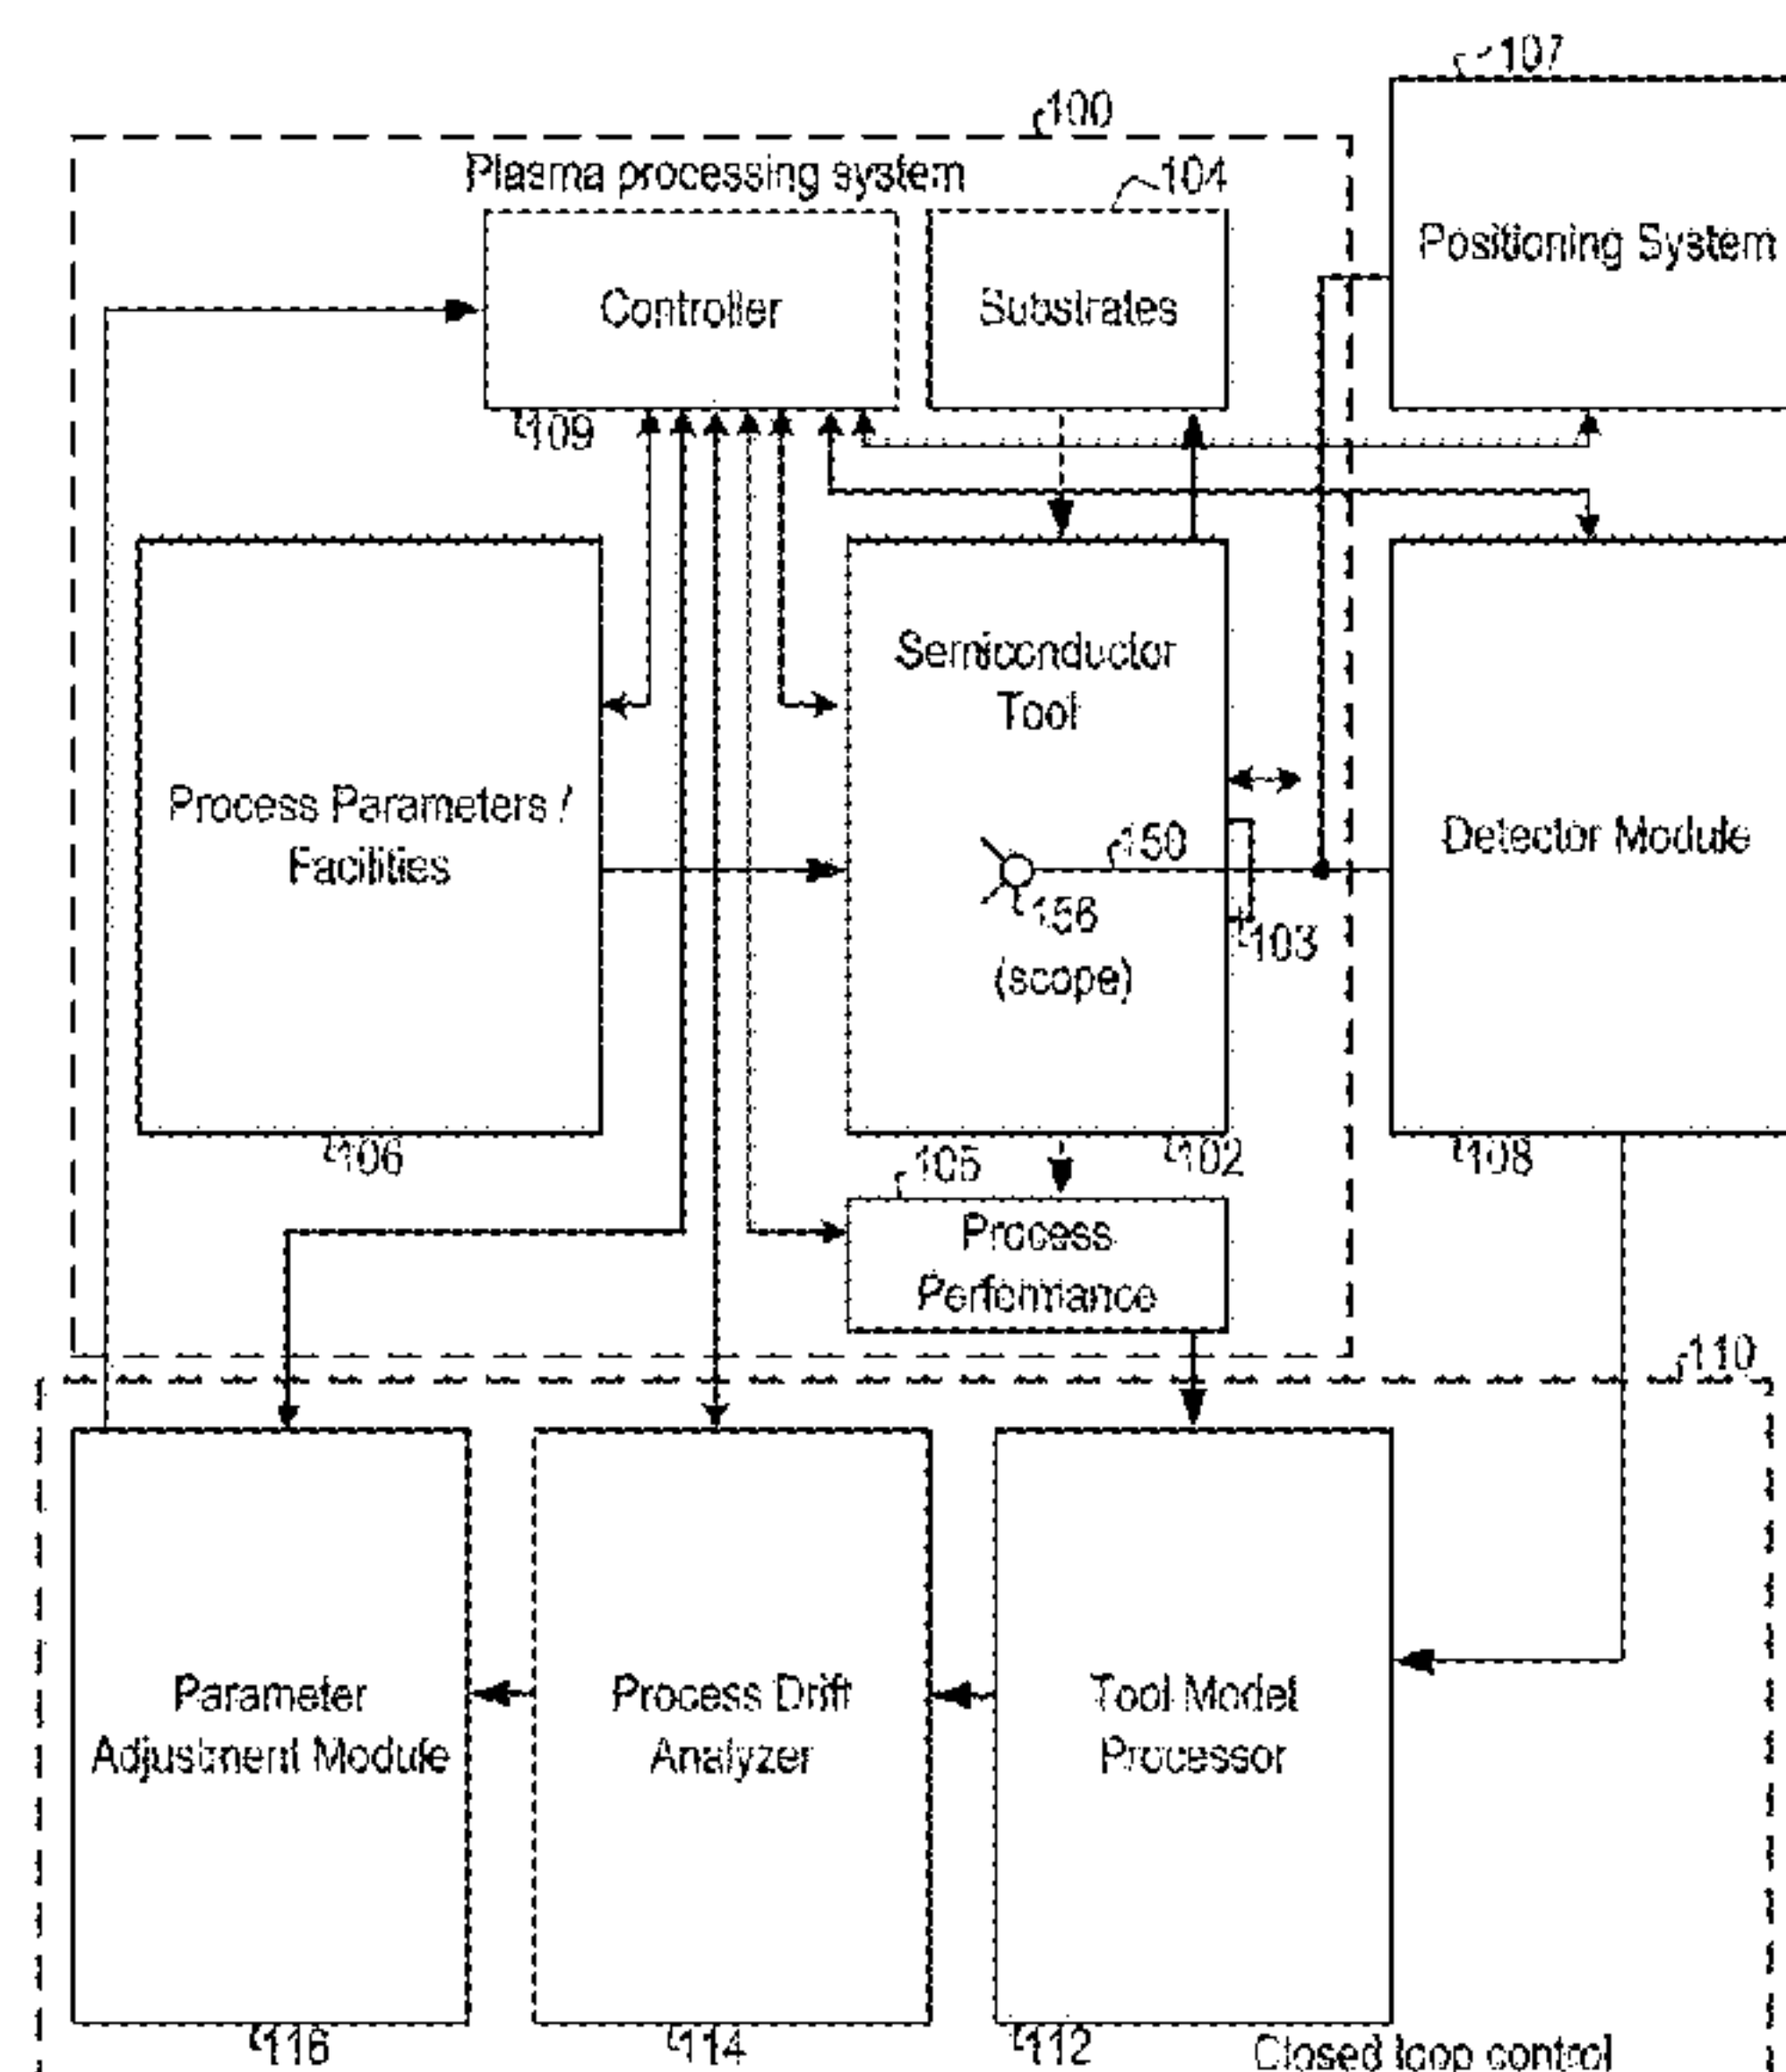 107
100
Plasma processing system
104
Positioning System
Controller
Substrates
109
Semiconductor
Tool
Process Parameters /
Facilities
Detector Module
150
156
103
(scope)
106
105
102
108
Process
Performance
110
Parameter
Adjustment Module
Process Drift
Analyzer
Tool Model
Processor
116
114
112
Closed loop control